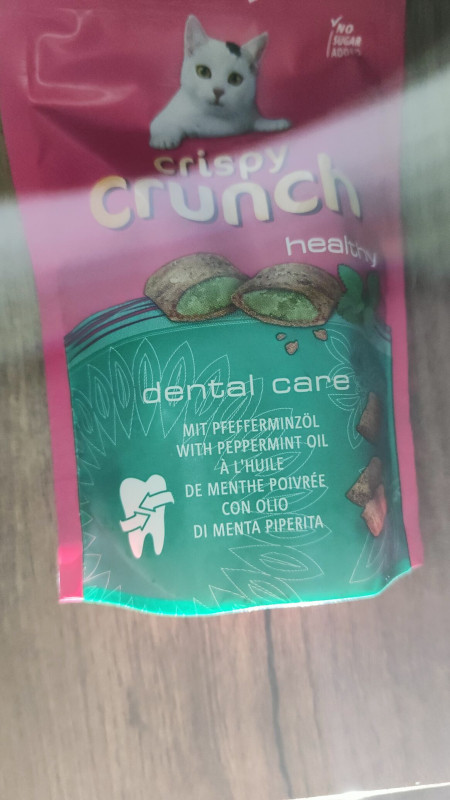 NO
SUGAR
ADDED
crispy
crunch
healthy
dental care
MIT PFEFFERMINZÖL
WITH PEPPERMINT OIL
À L'HUILE
DE MENTHE POIVRÉE
CON OLIO
DI MENTA PIPERITA